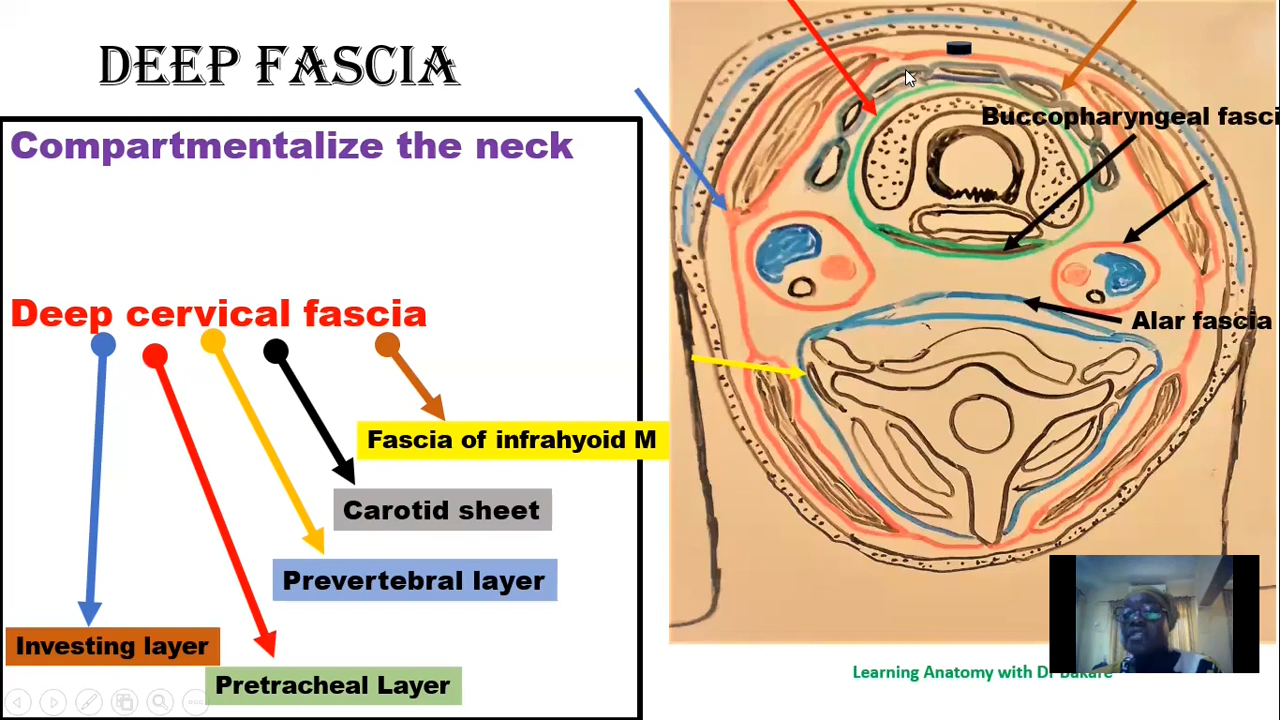 DEEP FASCIA
Compartmentalize the neck
Deep cervical fascia
Fascia of infrahyoid M
Carotid sheet
Prevertebral layer
Investing layer
Pretracheal Layer
Buccopharyngeal fasci
Alar fascia
Learning Anatomy with Dr Bakare